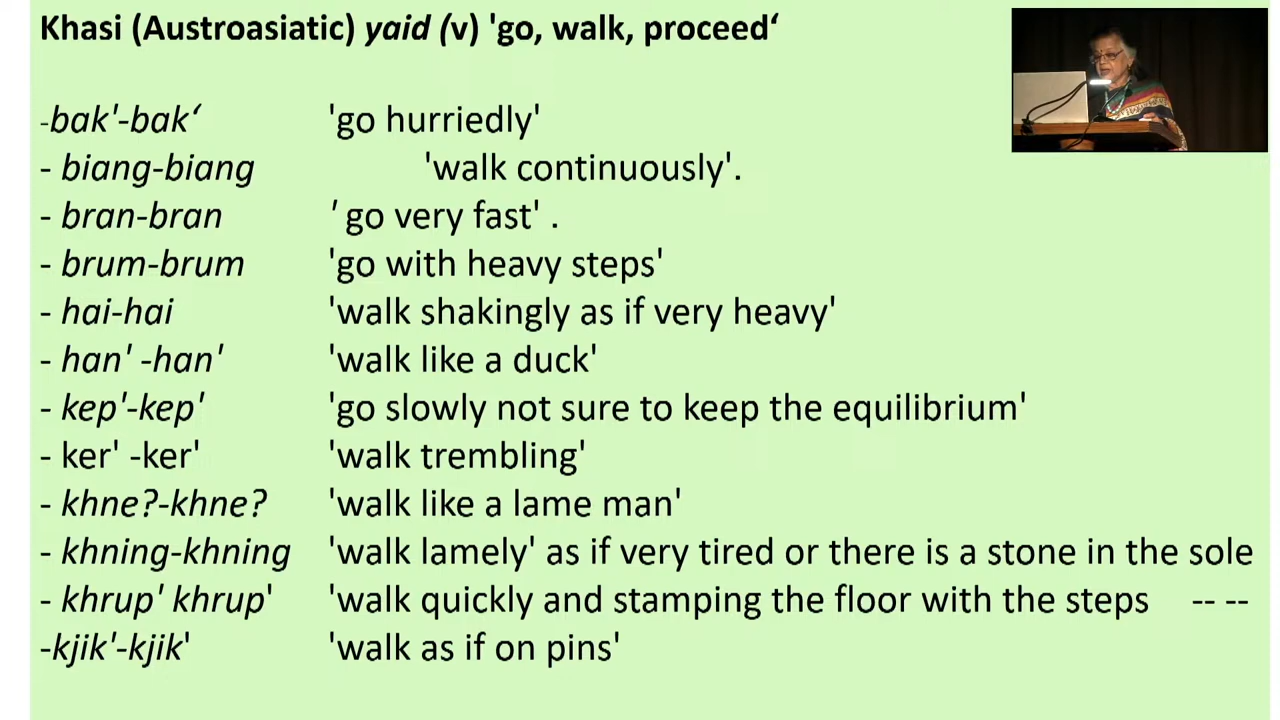 Khasi (Austroasiatic) yaid (v) 'go, walk, proceed‘
-bak'-bak‘ 'go hurriedly'
- biang-biang 'walk continuously'.
- bran-bran ' go very fast' .
- brum-brum 'go with heavy steps'
- hai-hai 'walk shakingly as if very heavy'
- han' -han' 'walk like a duck'
- kep'-kep' 'go slowly not sure to keep the equilibrium'
- ker' -ker' 'walk trembling'
- khne?-khne? 'walk like a lame man'
- khning-khning 'walk lamely' as if very tired or there is a stone in the sole
- khrup' khrup' 'walk quickly and stamping the floor with the steps -- --
-kjik'-kjik' 'walk as if on pins'